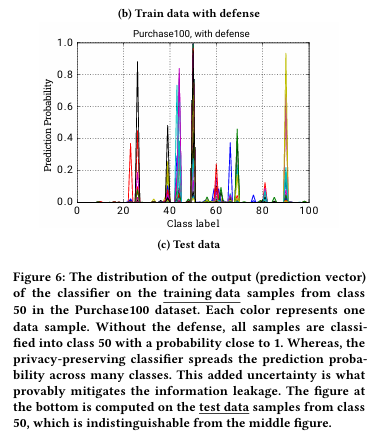 (b) Train data with defense
Purchase100, with defense
1.0
0.8
0.6
0.4
0.2
0.0
Prediction Probability
0 20 40 60 80 100
Class label
(c) Test data
Figure 6: The distribution of the output (prediction vector)
of the classifier on the training data samples from class
50 in the Purchase100 dataset. Each color represents one
data sample. Without the defense, all samples are classi-
fied into class 50 with a probability close to 1. Whereas, the
privacy-preserving classifier spreads the prediction proba-
bility across many classes. This added uncertainty is what
provably mitigates the information leakage. The figure at
the bottom is computed on the test data samples from class
50, which is indistinguishable from the middle figure.